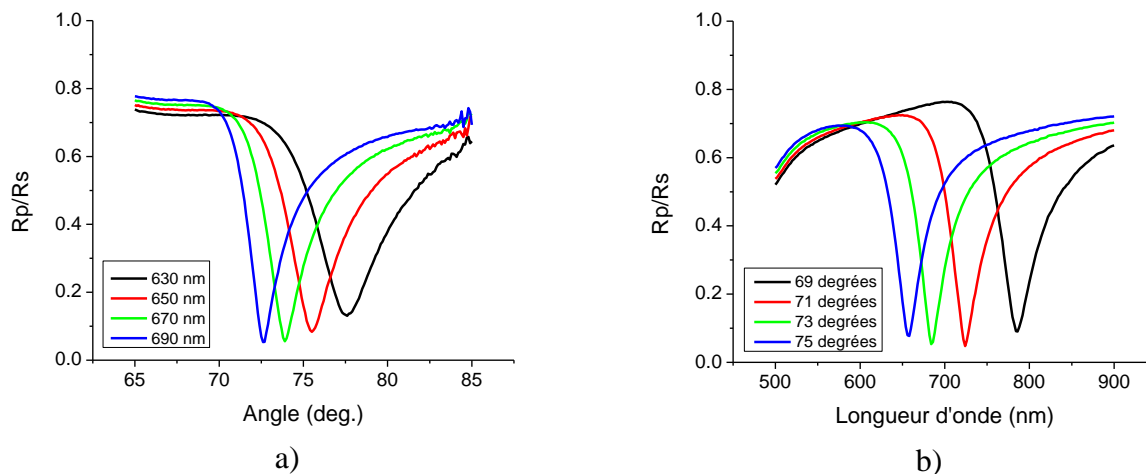 1.0
0.8
0.6
0.4
0.2
0.0
Rp/Rs
630 nm
650 nm
670 nm
690 nm
65
70
75
80
85
Angle (deg.)
a)
1.0
0.8
0.6
0.4
0.2
0.0
Rp/Rs
69 degrées
71 degrées
73 degrées
75 degrées
500
600
700
800
900
Longueur d'onde (nm)
b)